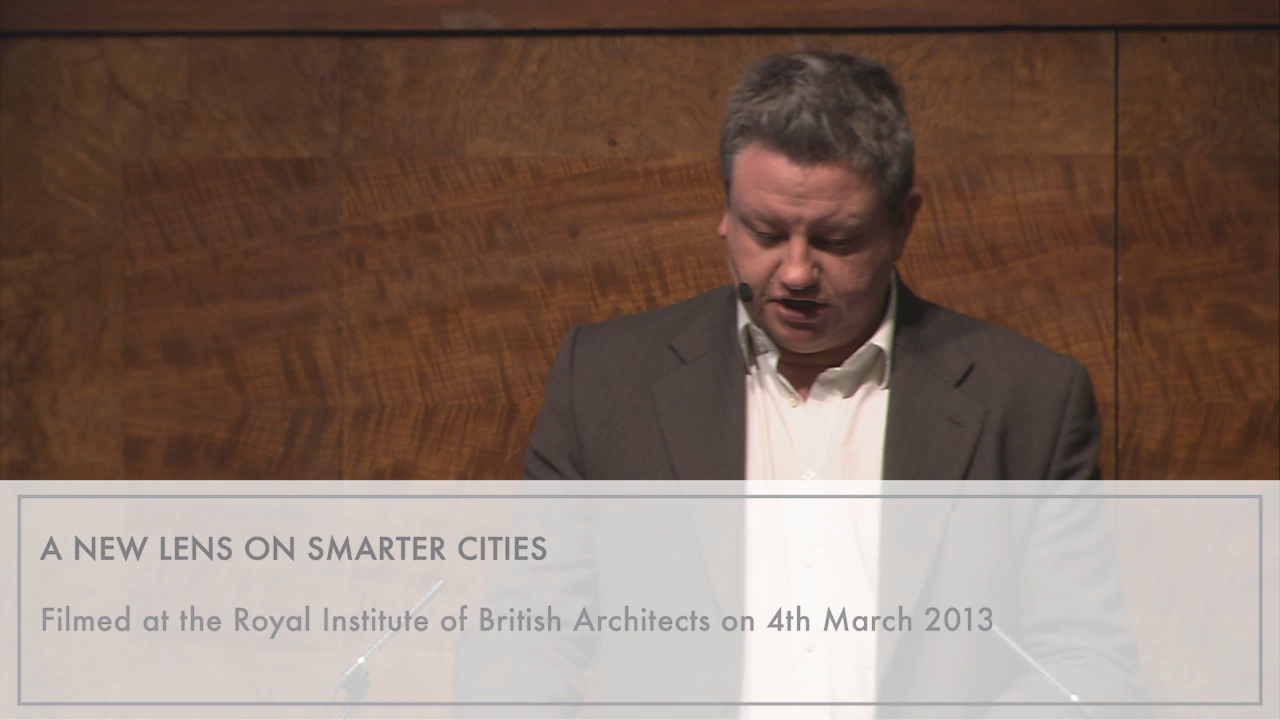 A NEW LENS ON SMARTER CITIES
Filmed at the Royal Institute of British Architects on 4th March 2013